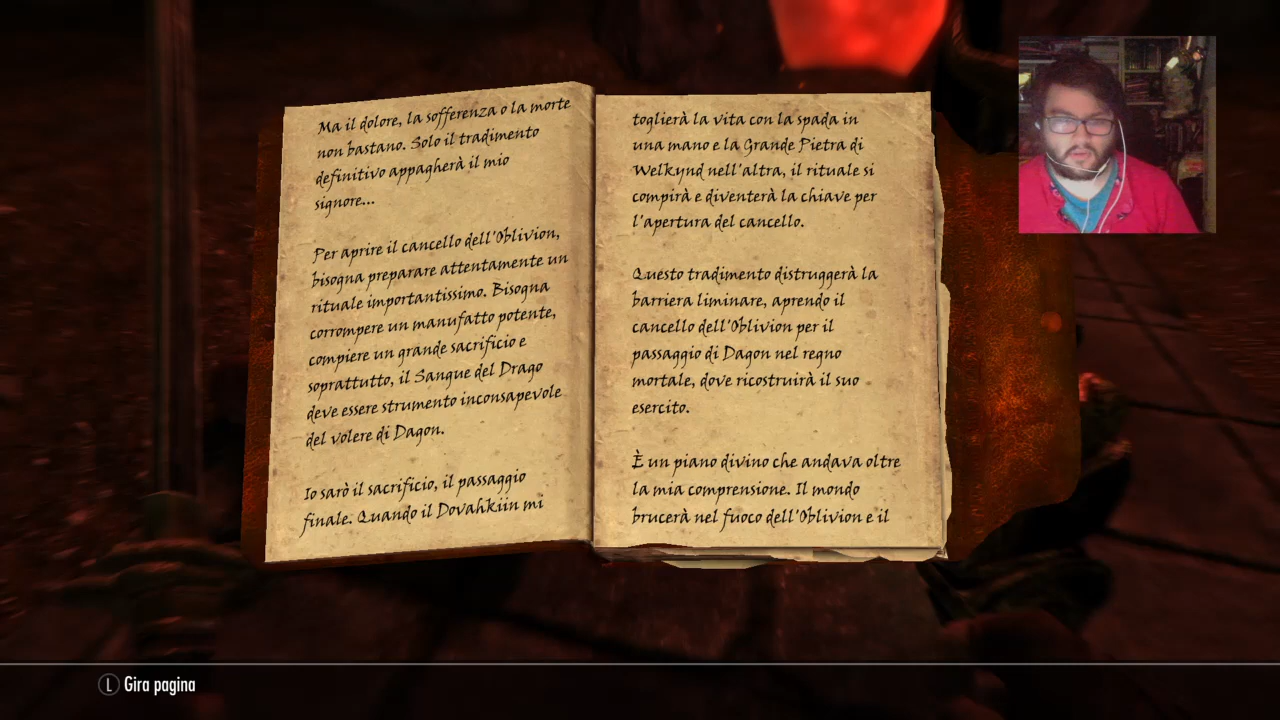 Ma il dolore, la sofferenza o la morte
non bastano. Solo il tradimento
definitivo appagherà il mio
signore...
Per aprire il cancello dell'Oblivion,
bisogna preparare attentamente un
rituale importantissimo. Bisogna
corrompere un manufatto potente,
compiere un grande sacrificio e
soprattutto, il Sangue del Drago
deve essere strumento inconsapevole
del volere di Dagon.
Io sarò il sacrificio, il passaggio
finale. Quando il Dovahkiin mi
toglierà la vita con la spada in
una mano e la Grande Pietra di
Welkynd nell'altra, il rituale si
compirà e diventerà la chiave per
l'apertura del cancello.
Questo tradimento distruggerà la
barriera liminare, aprendo il
cancello dell'Oblivion per il
passaggio di Dagon nel regno
mortale, dove ricostruirà il suo
esercito.
È un piano divino che andava oltre
la mia comprensione. Il mondo
brucerà nel fuoco dell'Oblivion e il
L Gira pagina